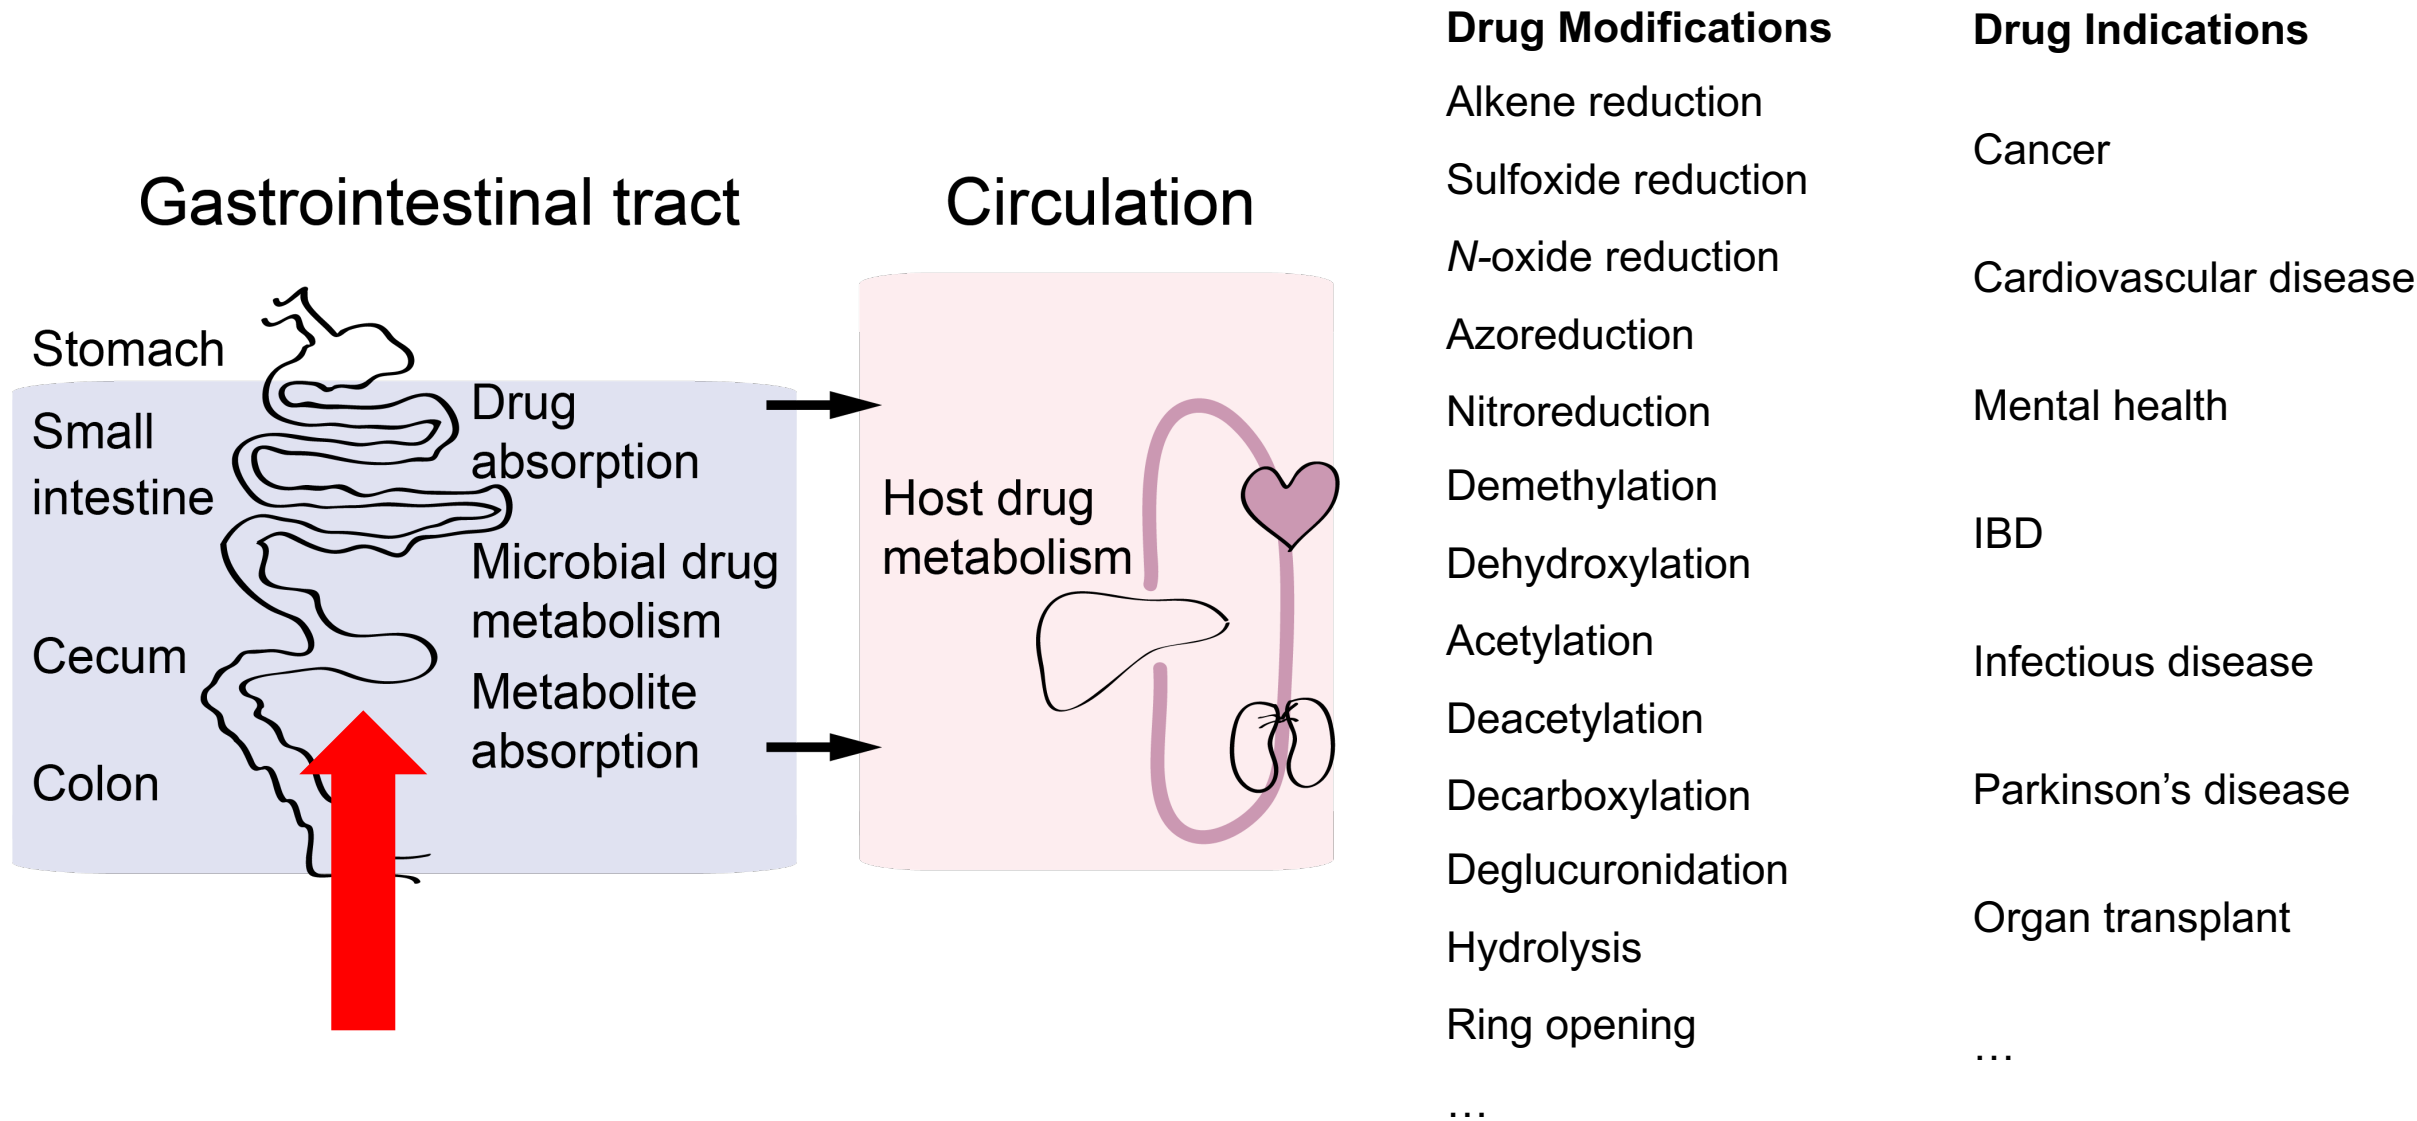 Gastrointestinal tract
Stomach
Small
intestine
Cecum
Colon
Drug
absorption
Microbial drug
metabolism
Metabolite
absorption
Circulation
Host drug
metabolism
Drug Modifications
Alkene reduction
Sulfoxide reduction
N-oxide reduction
Azoreduction
Nitroreduction
Demethylation
Dehydroxylation
Acetylation
Deacetylation
Decarboxylation
Deglucuronidation
Hydrolysis
Ring opening
…
Drug Indications
Cancer
Cardiovascular disease
Mental health
IBD
Infectious disease
Parkinson’s disease
Organ transplant
…